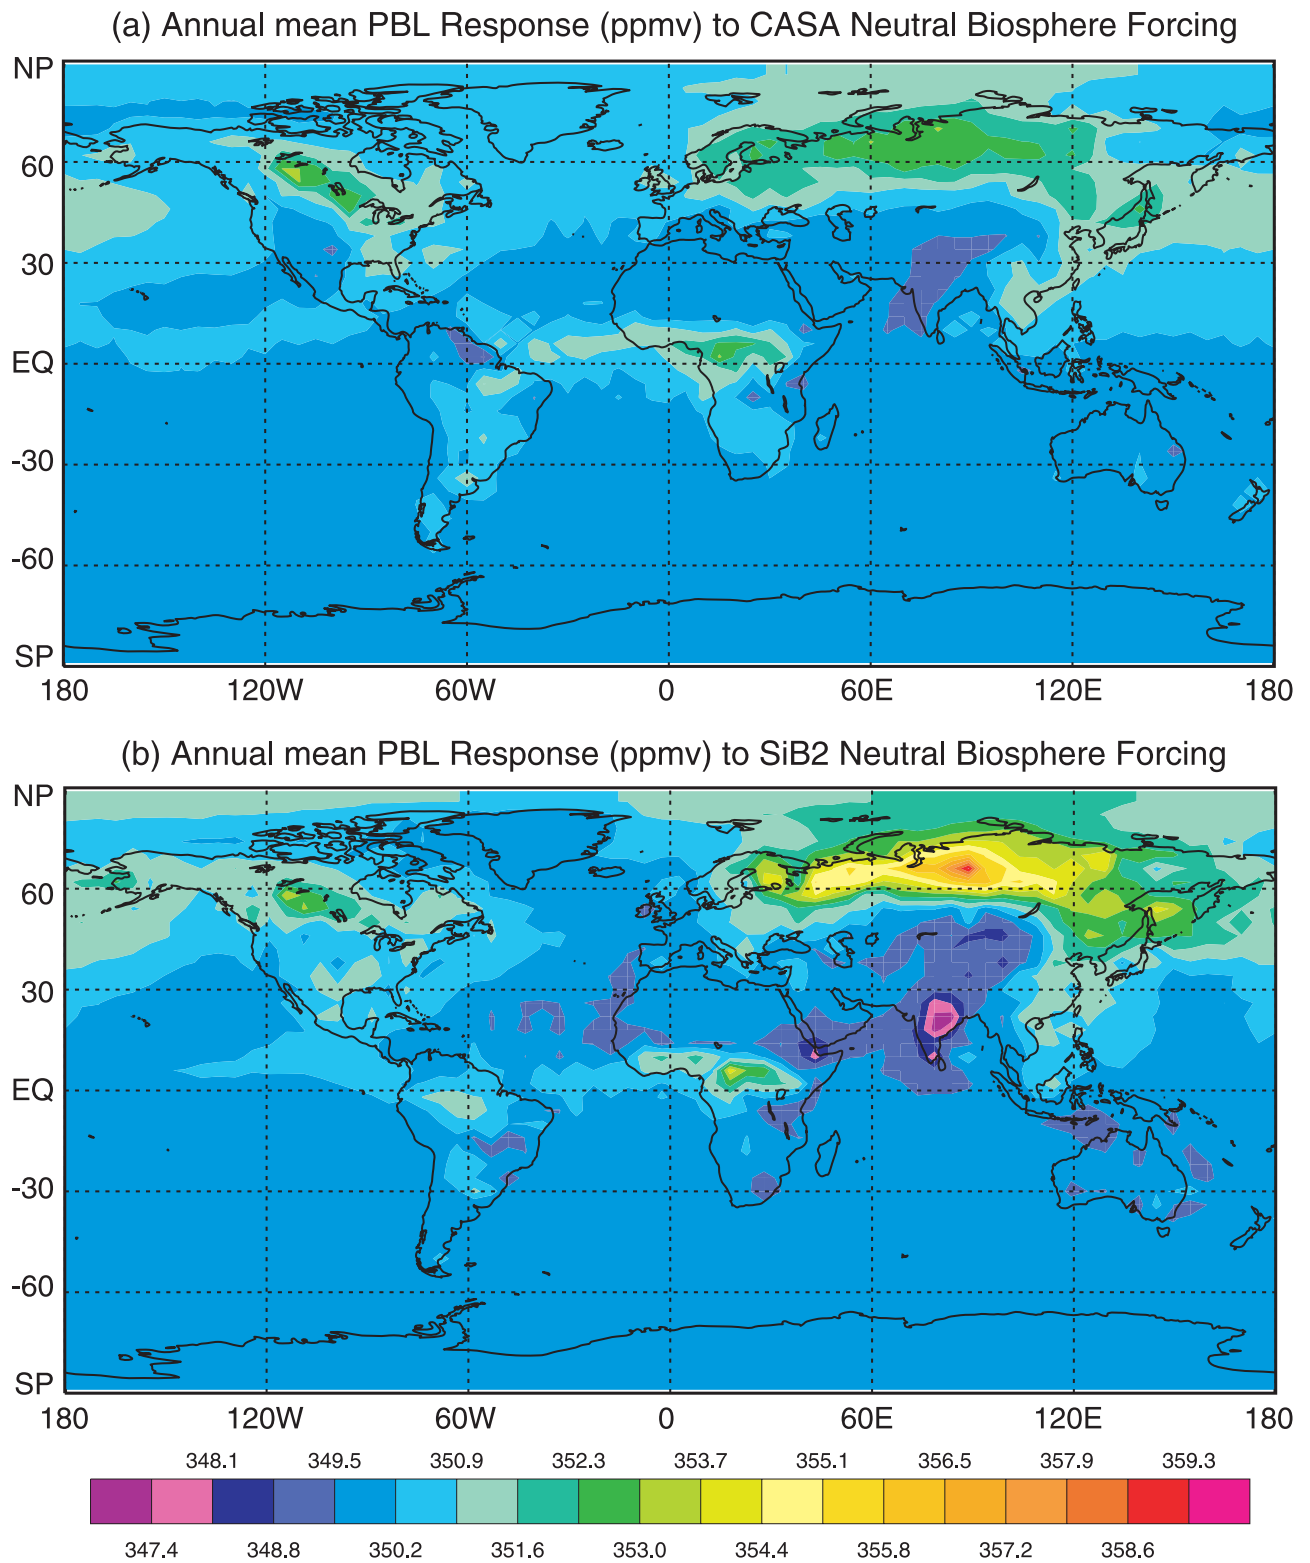 (a) Annual mean PBL Response (ppmv) to CASA Neutral Biosphere Forcing
NP
60
30
EQ
-30
-60
SP
180 120W 60W 0 60E 120E 180
(b) Annual mean PBL Response (ppmv) to SiB2 Neutral Biosphere Forcing
NP
60
30
EQ
-30
-60
SP
180 120W 60W 0 60E 120E 180
348.1 349.5 350.9 352.3 353.7 355.1 356.5 357.9 359.3
347.4 348.8 350.2 351.6 353.0 354.4 355.8 357.2 358.6